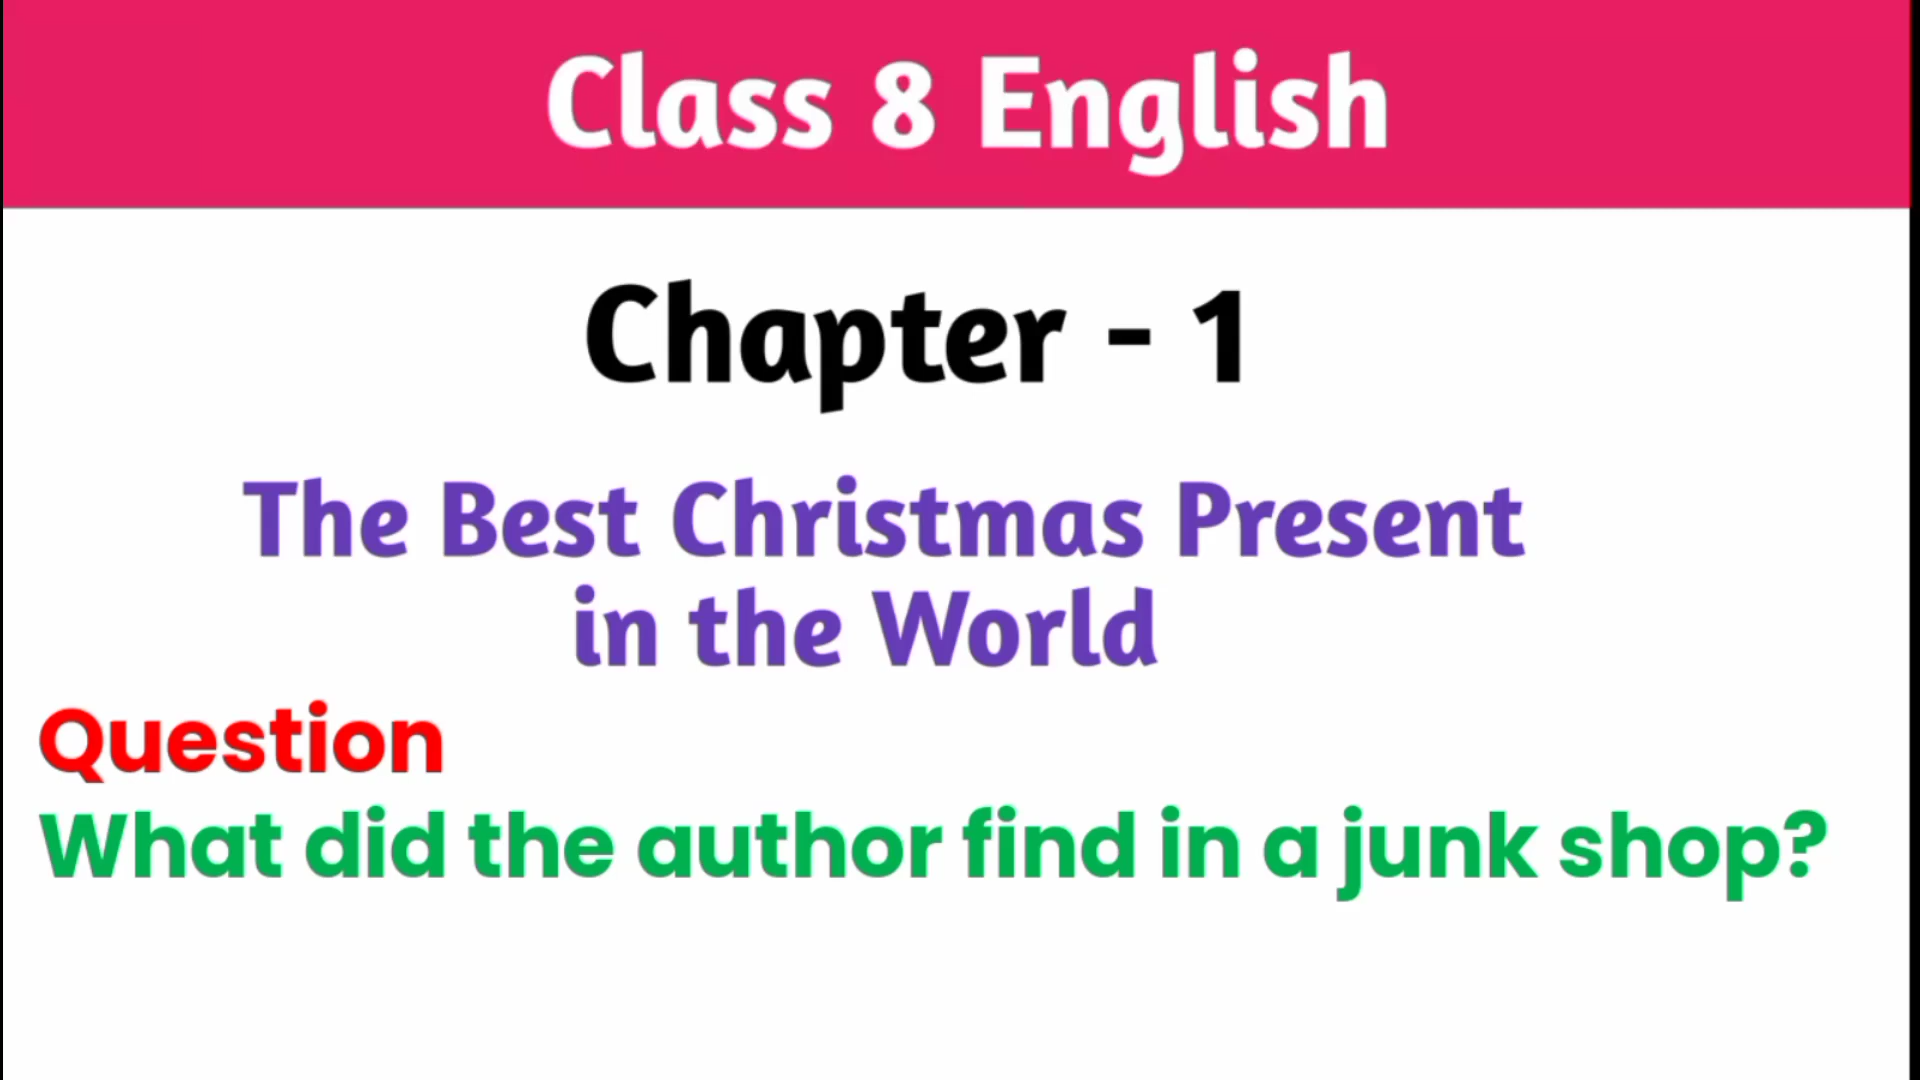 Class 8 English
Chapter - 1
The Best Christmas Present
in the World
Question
What did the author find in a junk shop?